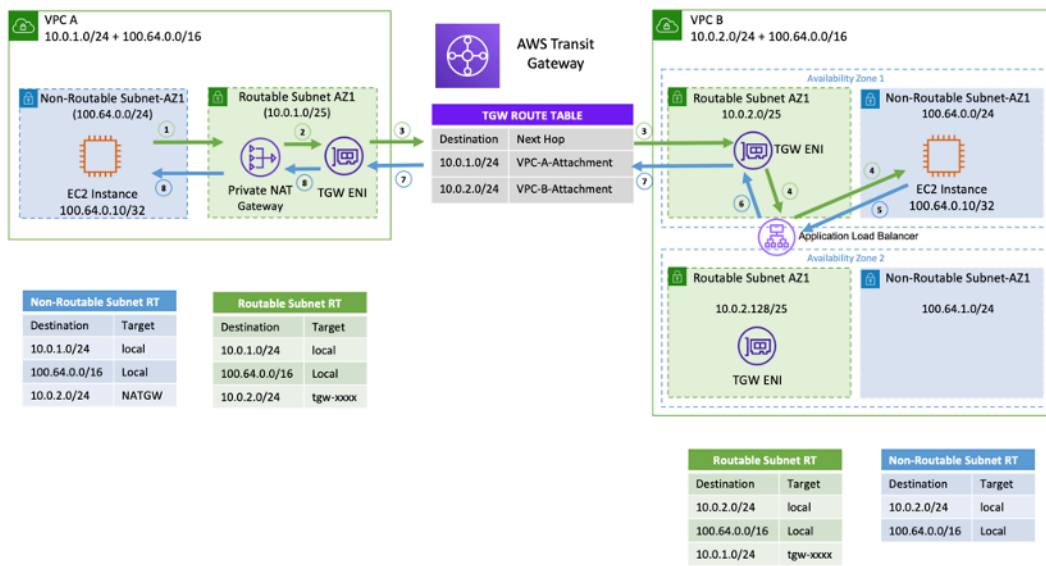 VPC A
10.0.1.0/24 + 100.64.0.0/16
Non-Routable Subnet-AZ1
(100.64.0.0/24)
1
EC2 Instance
100.64.0.10/32
8
Routable Subnet AZ1
(10.0.1.0/25)
2
Private NAT
Gateway
8
TGW ENI
3
7
AWS Transit
Gateway
TGW ROUTE TABLE
Destination Next Hop
10.0.1.0/24 VPC-A-Attachment
10.0.2.0/24 VPC-B-Attachment
3
7
VPC B
10.0.2.0/24 + 100.64.0.0/16
Availability Zone 1
Routable Subnet AZ1
10.0.2.0/25
TGW ENI
4
6
Non-Routable Subnet-AZ1
100.64.0.0/24
4
EC2 Instance
100.64.0.10/32
5
Application Load Balancer
Availability Zone 2
Routable Subnet AZ1
10.0.2.128/25
TGW ENI
Non-Routable Subnet-AZ1
100.64.1.0/24
Non-Routable Subnet RT
Destination Target
10.0.1.0/24 local
100.64.0.0/16 Local
10.0.2.0/24 NATGW
Routable Subnet RT
Destination Target
10.0.1.0/24 local
100.64.0.0/16 Local
10.0.2.0/24 tgw-xxxx
Routable Subnet RT
Destination Target
10.0.2.0/24 local
100.64.0.0/16 Local
10.0.1.0/24 tgw-xxxx
Non-Routable Subnet RT
Destination Target
10.0.2.0/24 local
100.64.0.0/16 Local